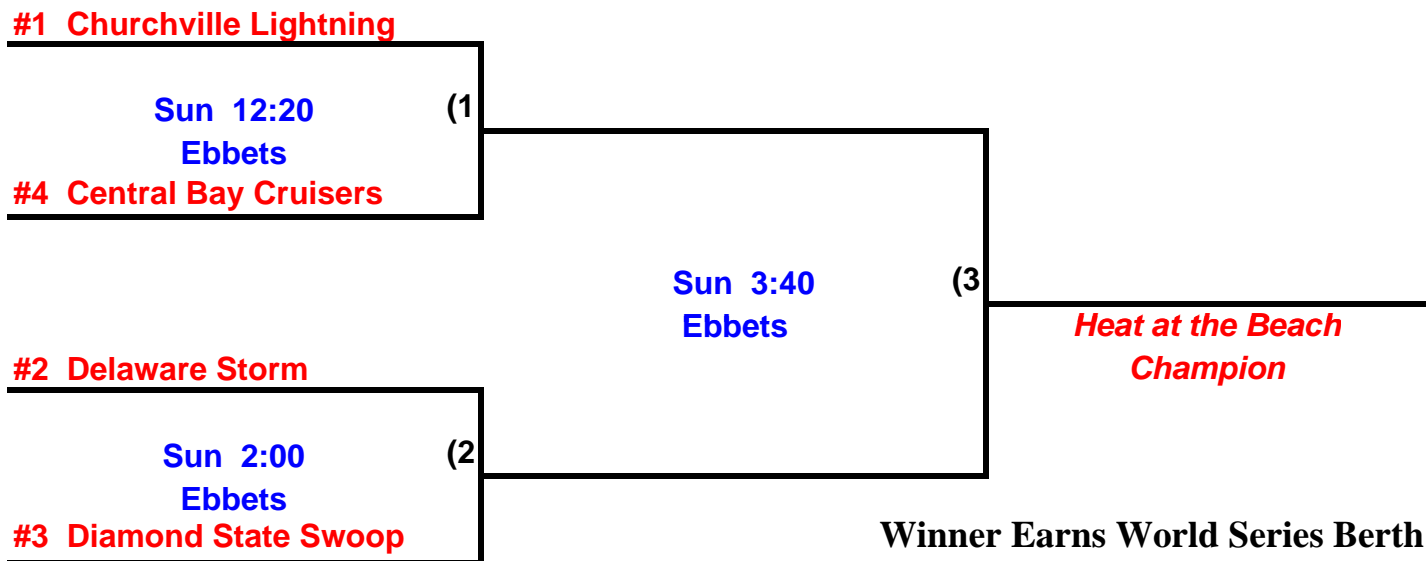 #1 Churchville Lightning
Sun 12:20
(1
Ebbets
#4 Central Bay Cruisers
Sun 3:40
(3
Ebbets
Heat at the Beach
Champion
#2 Delaware Storm
Sun 2:00
(2
Ebbets
#3 Diamond State Swoop
Winner Earns World Series Berth